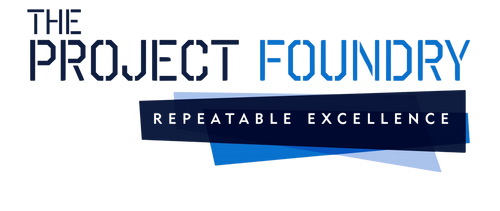 THE
PROJECT FOUNDRY
REPEATABLE EXCELLENCE